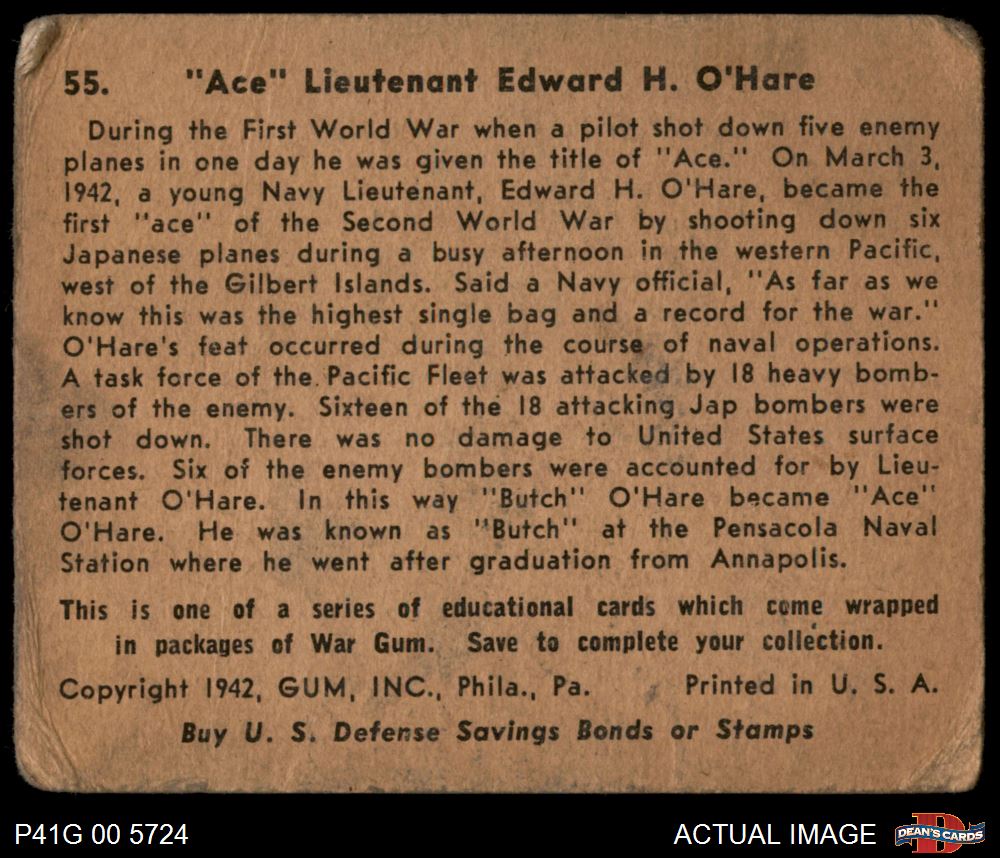 55. "Ace" Lieutenant Edward H. O'Hare
During the First World War when a pilot shot down five enemy
planes in one day he was given the title of "Ace." On March 3,
1942, a young Navy Lieutenant, Edward H. O'Hare, became the
first "ace" of the Second World War by shooting down six
Japanese planes during a busy afternoon in the western Pacific,
west of the Gilbert Islands. Said a Navy official, "As far as we
know this was the highest single bag and a record for the war."
O'Hare's feat occurred during the course of naval operations.
A task force of the Pacific Fleet was attacked by 18 heavy bomb-
ers of the enemy. Sixteen of the 18 attacking Jap bombers were
shot down. There was no damage to United States surface
forces. Six of the enemy bombers were accounted for by Lieu-
tenant O'Hare. In this way "Butch" O'Hare became "Ace"
O'Hare. He was known as "Butch" at the Pensacola Naval
Station where he went after graduation from Annapolis.
This is one of a series of educational cards which come wrapped
in packages of War Gum. Save to complete your collection.
Copyright 1942, GUM, INC., Phila., Pa. Printed in U. S. A.
Buy U. S. Defense Savings Bonds or Stamps
P41G 00 5724 ACTUAL IMAGE D DEAN'S CARDS